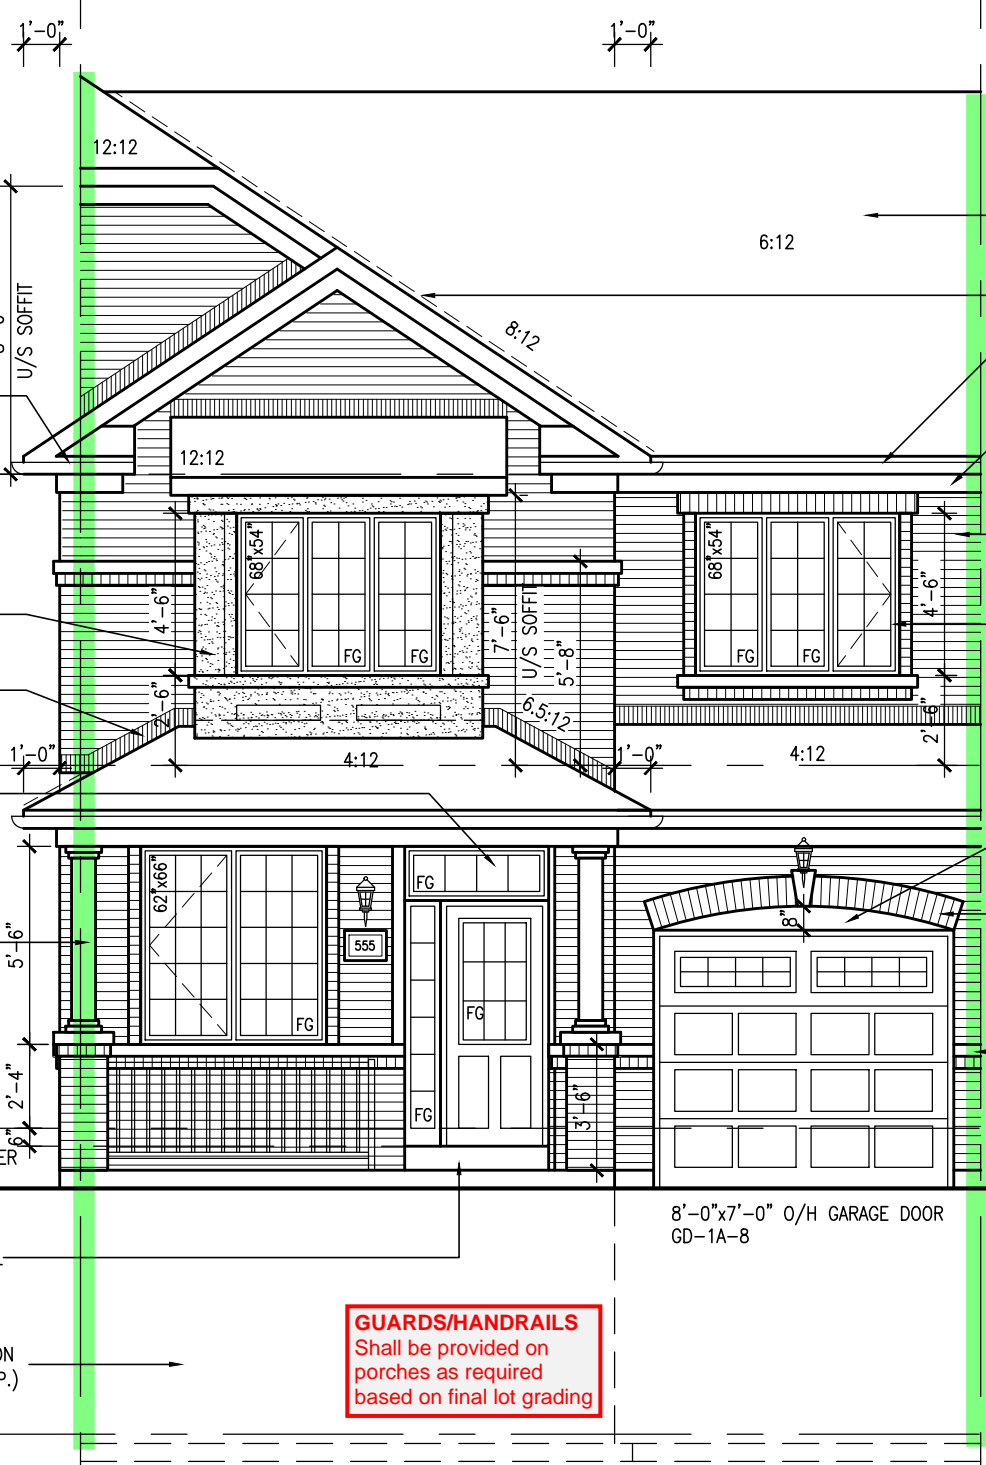 1'-0"
1'-0"
12:12
6:12
U/S SOFFIT
8:12
12:12
68"x54"
68"x54"
4'-6"
FG
FG
7'-6"
U/S SOFFIT
5'-8"
FG
FG
4'-6"
2'-6"
6.5:12
2'-6"
1'-0"
4:12
1'-0"
4:12
62"x66"
FG
8"
5'-6"
555
FG
FG
2'-4"
FG
3'-6"
6"
ER
8'-0"x7'-0" O/H GARAGE DOOR
GD-1A-8
GUARDS/HANDRAILS
Shall be provided on
porches as required
based on final lot grading
ON
P.)